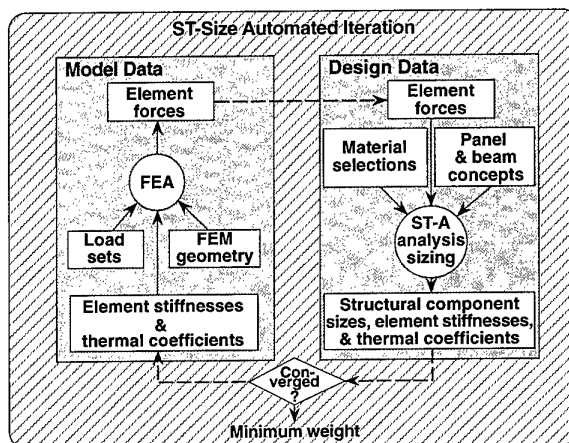 ST-Size Automated Iteration
Model Data
Element
forces
FEA
Load
sets
FEM
geometry
Element stiffnesses
&
thermal coefficients
Design Data
Element
forces
Material
selections
Panel
& beam
concepts
ST-A
analysis
sizing
Structural component
sizes, element stiffnesses,
& thermal coefficients
Con-
verged
?
Minimum weight